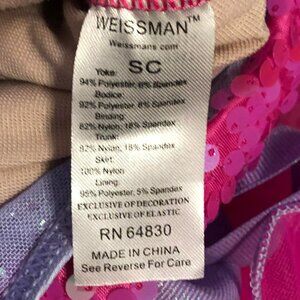 WEISSMAN™
Weissmans.com
SC
Yoke:
94% Polyester, 6% Spandex
Bodice:
92% Polyester, 8% Spandex
Binding:
82% Nylon, 18% Spandex
Trunk:
82% Nylon, 18% Spandex
Skirt:
100% Nylon
Lining:
95% Polyester, 5% Spandex
EXCLUSIVE OF DECORATION
EXCLUSIVE OF ELASTIC
RN 64830
MADE IN CHINA
See Reverse For Care